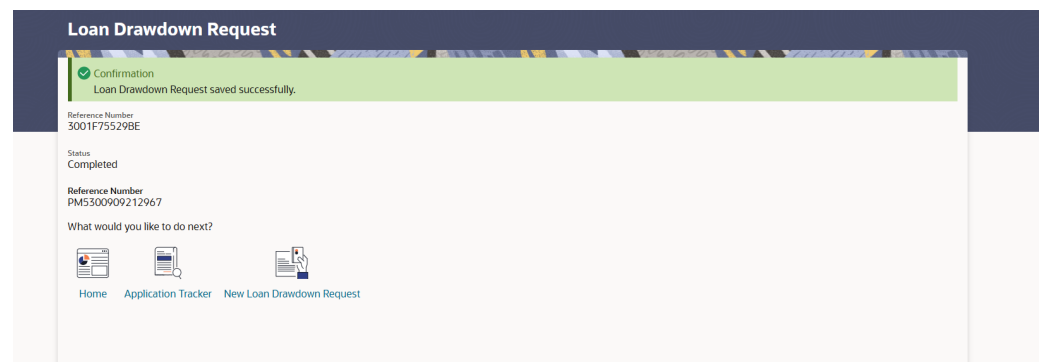 Loan Drawdown Request
Confirmation
Loan Drawdown Request saved successfully.
Reference Number
3001F75529BE
Status
Completed
Reference Number
PM5300909212967
What would you like to do next?
Home Application Tracker New Loan Drawdown Request